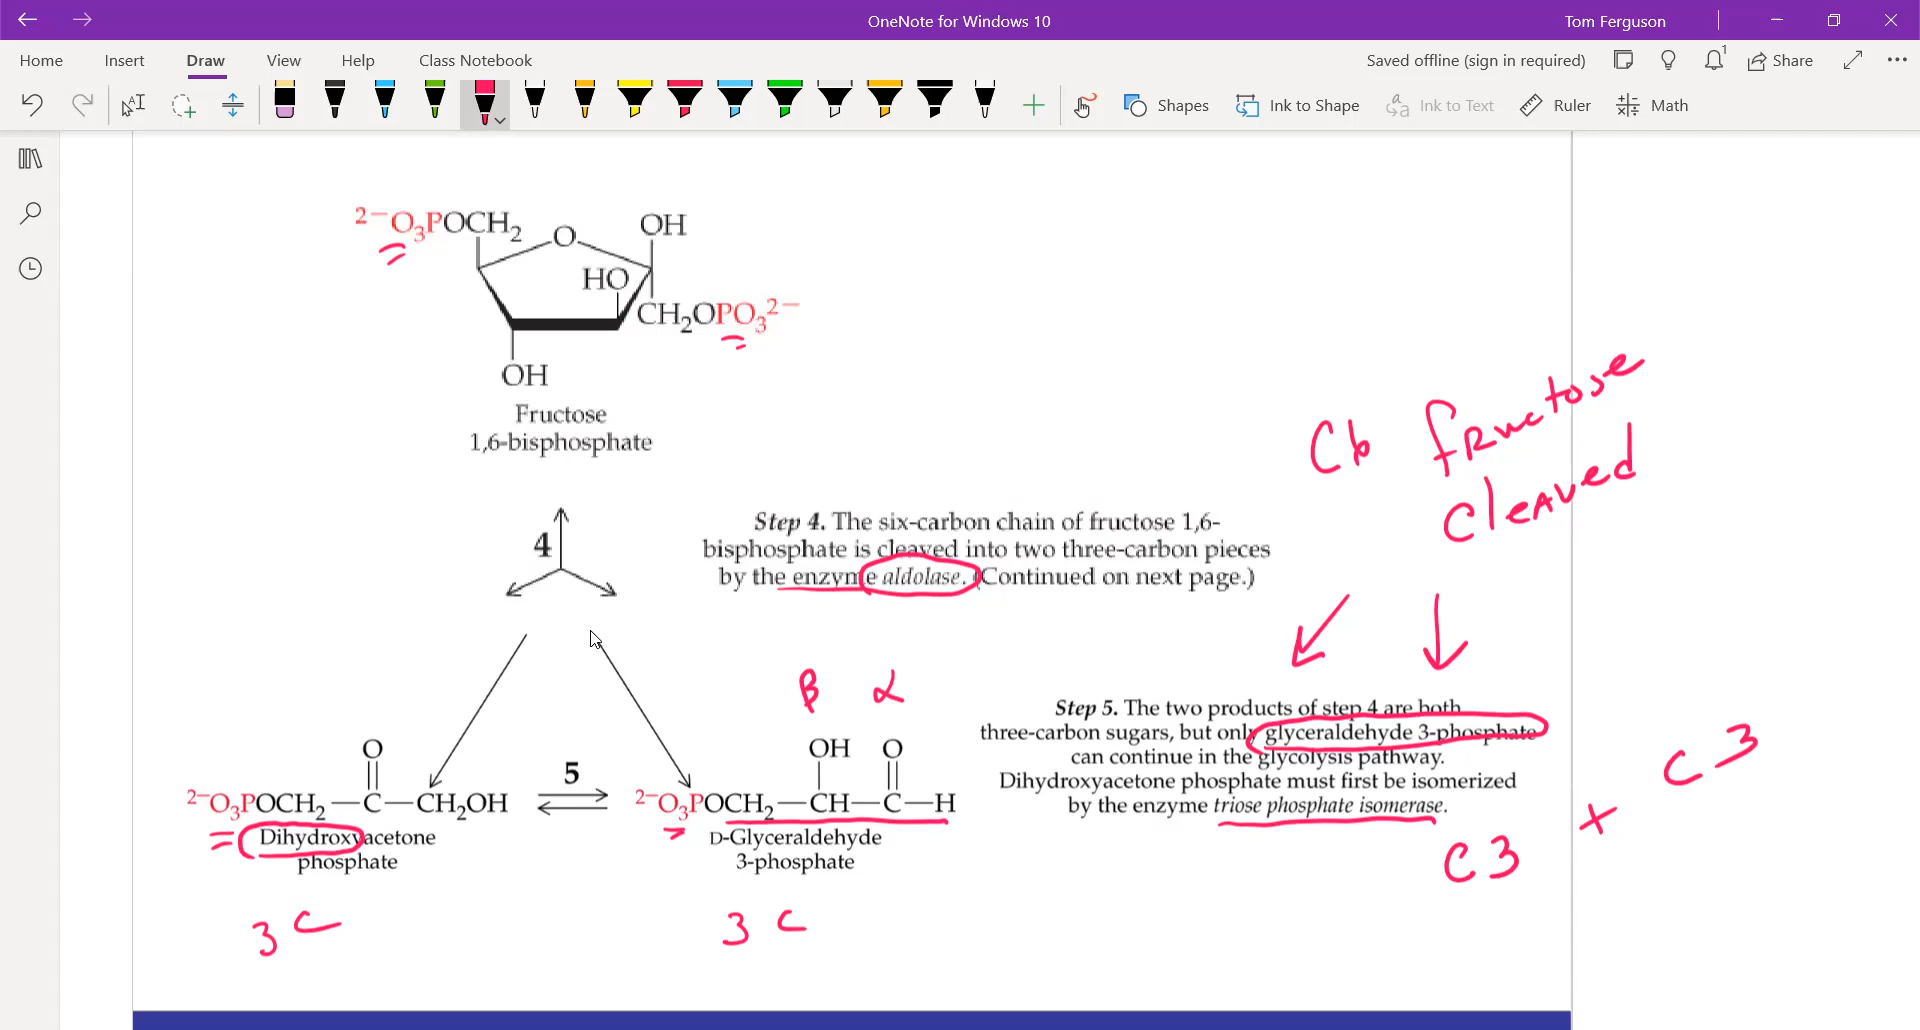 OneNote for Windows 10
Tom Ferguson
Home Insert Draw View Help Class Notebook
Saved offline (sign in required) 1 Share
Shapes Ink to Shape Ink to Text Ruler Math
2−O3POCH2 O OH
HO
CH2OPO3 2−
OH
Fructose
1,6-bisphosphate
C6 fructose
cleaved
4
Step 4. The six-carbon chain of fructose 1,6-
bisphosphate is cleaved into two three-carbon pieces
by the enzyme aldolase. (Continued on next page.)
β α
Step 5. The two products of step 4 are both
three-carbon sugars, but only glyceraldehyde 3-phosphate
can continue in the glycolysis pathway.
Dihydroxyacetone phosphate must first be isomerized
by the enzyme triose phosphate isomerase.
C3 + C3
O
2−O3POCH2—C—CH2OH
Dihydroxyacetone
phosphate
3 C
5
OH O
2−O3POCH2—CH—C—H
D-Glyceraldehyde
3-phosphate
3 C